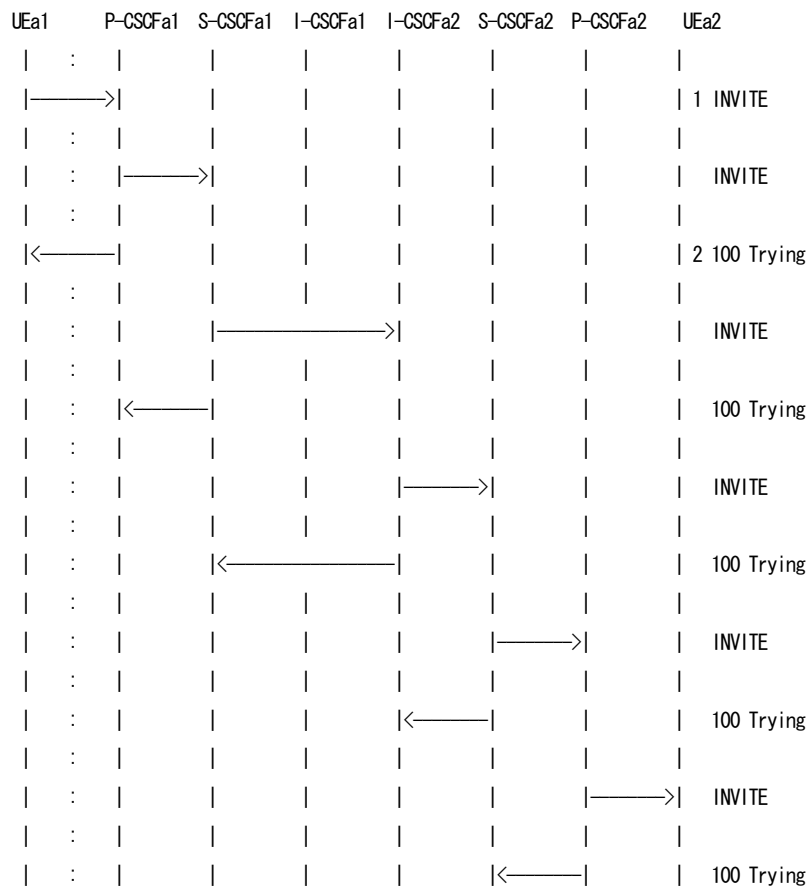 UEa1 P-CSCFa1 S-CSCFa1 I-CSCFa1 I-CSCFa2 S-CSCFa2 P-CSCFa2 UEa2
| : | | | | | | |
|------>| | | | | | | 1 INVITE
| : | | | | | | |
| : |------>| | | | | | INVITE
| : | | | | | | |
|<------| | | | | | | 2 100 Trying
| : | | | | | | |
| : | |-------------->| | | | INVITE
| : | | | | | | |
| : |<------| | | | | | 100 Trying
| : | | | | | | |
| : | | | |------>| | | INVITE
| : | | | | | | |
| : | |<--------------| | | | 100 Trying
| : | | | | | | |
| : | | | | |------>| | INVITE
| : | | | | | | |
| : | | | |<------| | | 100 Trying
| : | | | | | | |
| : | | | | | |------>| INVITE
| : | | | | | | |
| : | | | | |<------| | 100 Trying